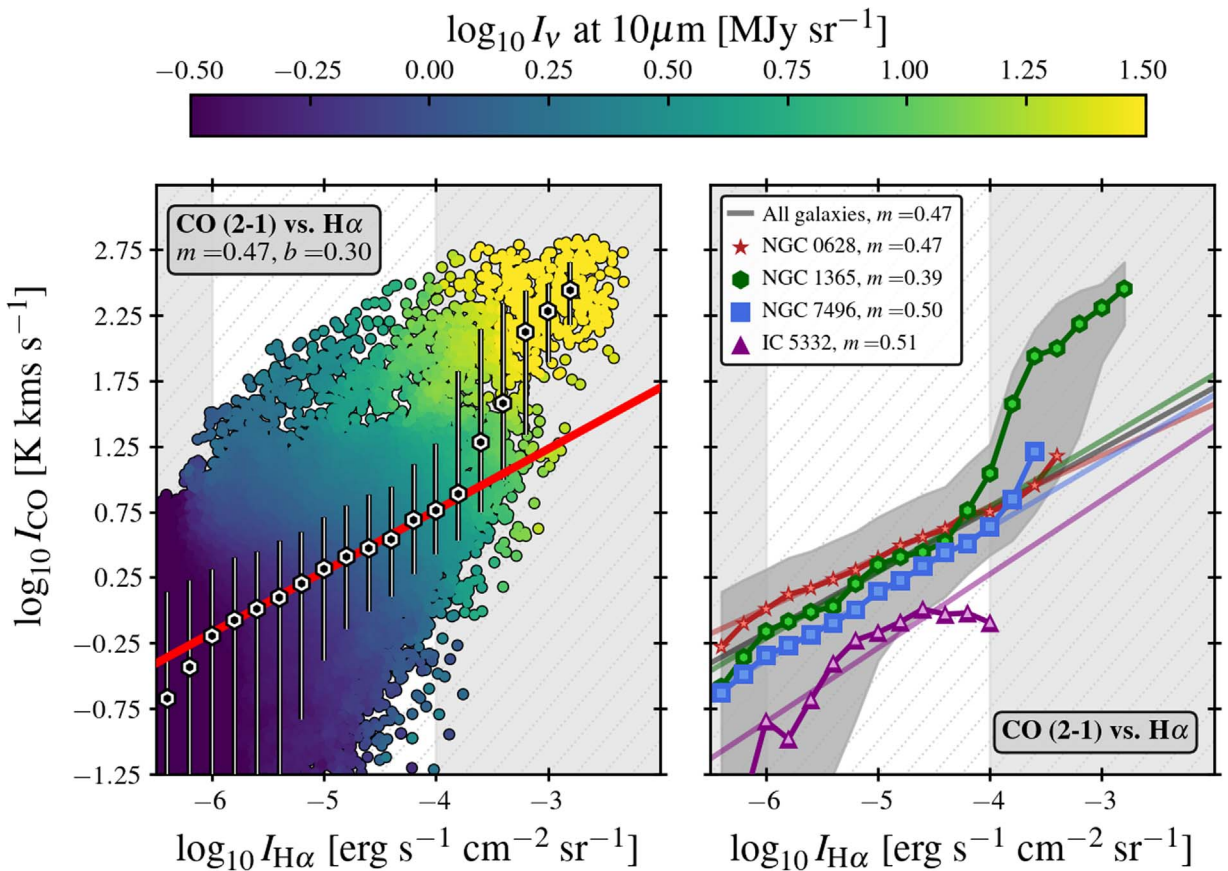 log₁₀ Iᵥ at 10μm [MJy sr⁻¹]
−0.50 −0.25 0.00 0.25 0.50 0.75 1.00 1.25 1.50
CO (2-1) vs. Hα
m=0.47, b=0.30
2.75
2.25
1.75
1.25
0.75
0.25
−0.25
−0.75
−1.25
log₁₀ I_CO [K kms s⁻¹]
−6 −5 −4 −3
log₁₀ I_Hα [erg s⁻¹ cm⁻² sr⁻¹]
All galaxies, m =0.47
NGC 0628, m=0.47
NGC 1365, m=0.39
NGC 7496, m=0.50
IC 5332, m=0.51
CO (2-1) vs. Hα
−6 −5 −4 −3
log₁₀ I_Hα [erg s⁻¹ cm⁻² sr⁻¹]